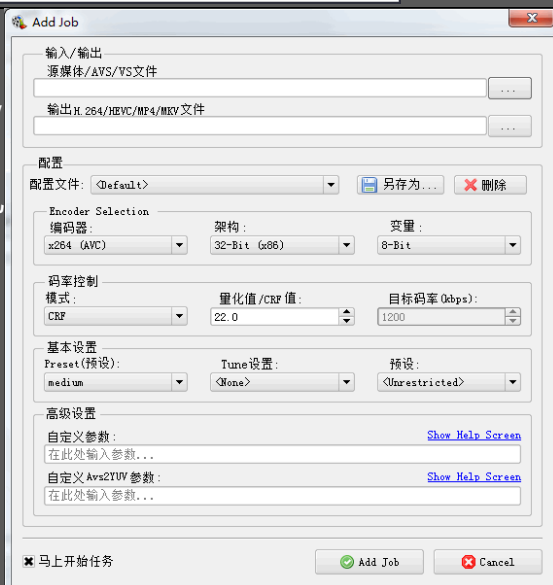 Add Job
输入/输出
源媒体/AVS/VS文件
...
输出H.264/HEVC/MP4/MKV文件
...
配置
配置文件: <Default> 另存为... 删除
Encoder Selection
编码器: 架构: 变量:
x264 (AVC) 32-Bit (x86) 8-Bit
码率控制
模式: 量化值/CRF值: 目标码率(kbps):
CRF 22.0 1200
基本设置
Preset(预设): Tune设置: 预设:
medium <None> <Unrestricted>
高级设置
自定义参数: Show Help Screen
在此处输入参数...
自定义Avs2YUV参数: Show Help Screen
在此处输入参数...
马上开始任务 Add Job Cancel